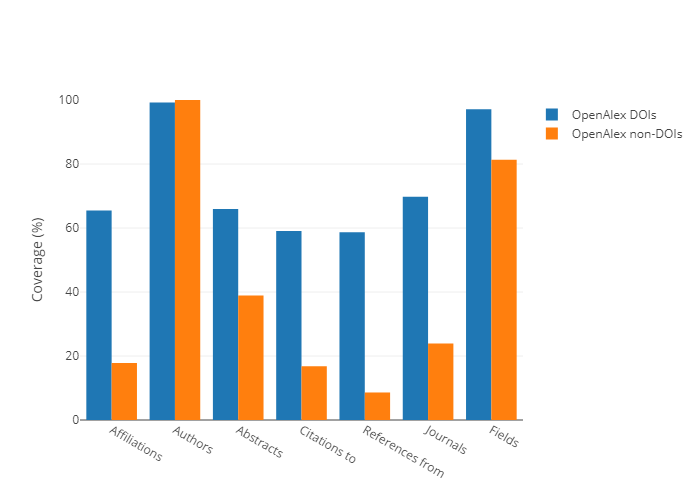 100
80
60
40
20
0
Coverage (%)
Affiliations
Authors
Abstracts
Citations to
References from
Journals
Fields
OpenAlex DOIs
OpenAlex non-DOIs